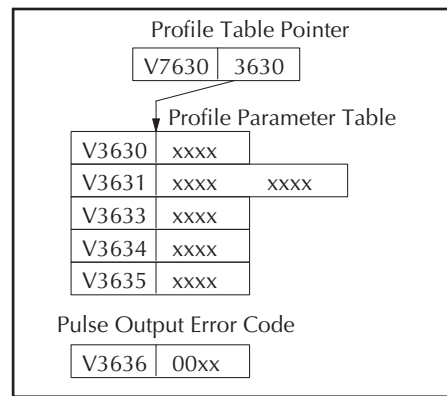 Profile Table Pointer
V7630 3630
Profile Parameter Table
V3630 xxxx
V3631 xxxx xxxx
V3633 xxxx
V3634 xxxx
V3635 xxxx
Pulse Output Error Code
V3636 00xx